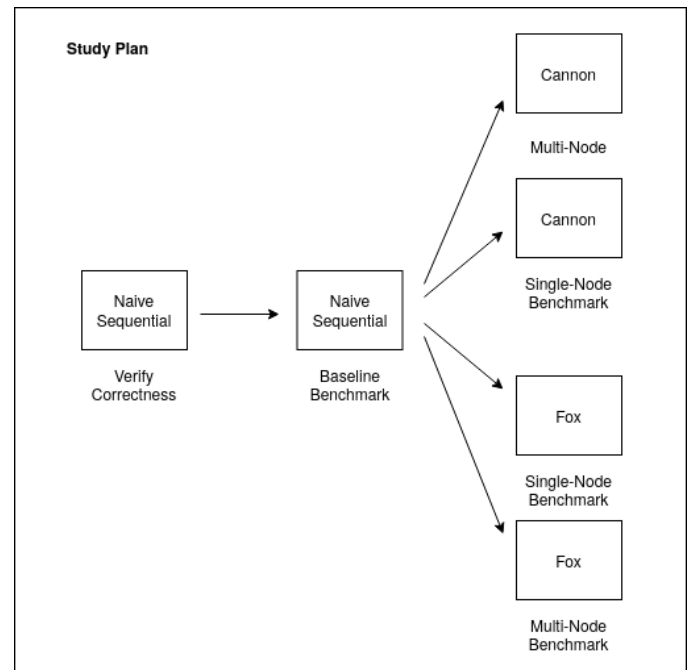 Study Plan
Cannon
Multi-Node
Cannon
Single-Node
Benchmark
Naive
Sequential
Verify
Correctness
Naive
Sequential
Baseline
Benchmark
Fox
Single-Node
Benchmark
Fox
Multi-Node
Benchmark